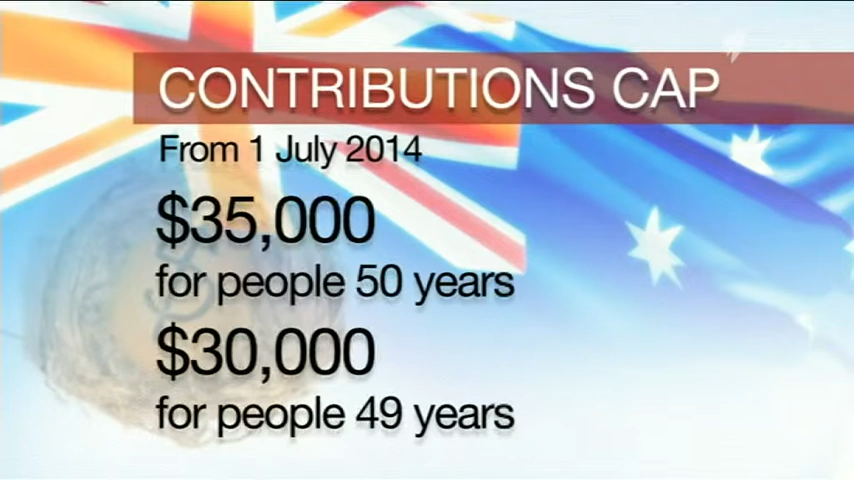 CONTRIBUTIONS CAP
From 1 July 2014
$35,000
for people 50 years
$30,000
for people 49 years